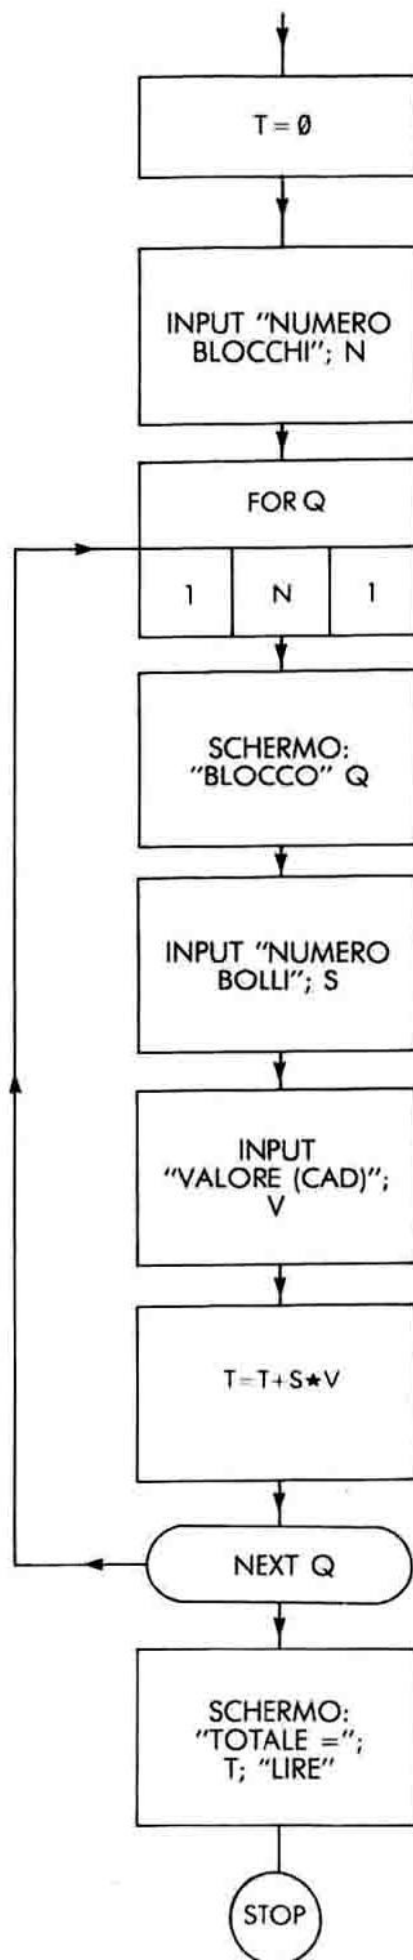 T = 0
INPUT "NUMERO
BLOCCHI"; N
FOR Q
1 N 1
SCHERMO:
"BLOCCO" Q
INPUT "NUMERO
BOLLI"; S
INPUT
"VALORE (CAD)";
V
T=T+S*V
NEXT Q
SCHERMO:
"TOTALE =";
T; "LIRE"
STOP